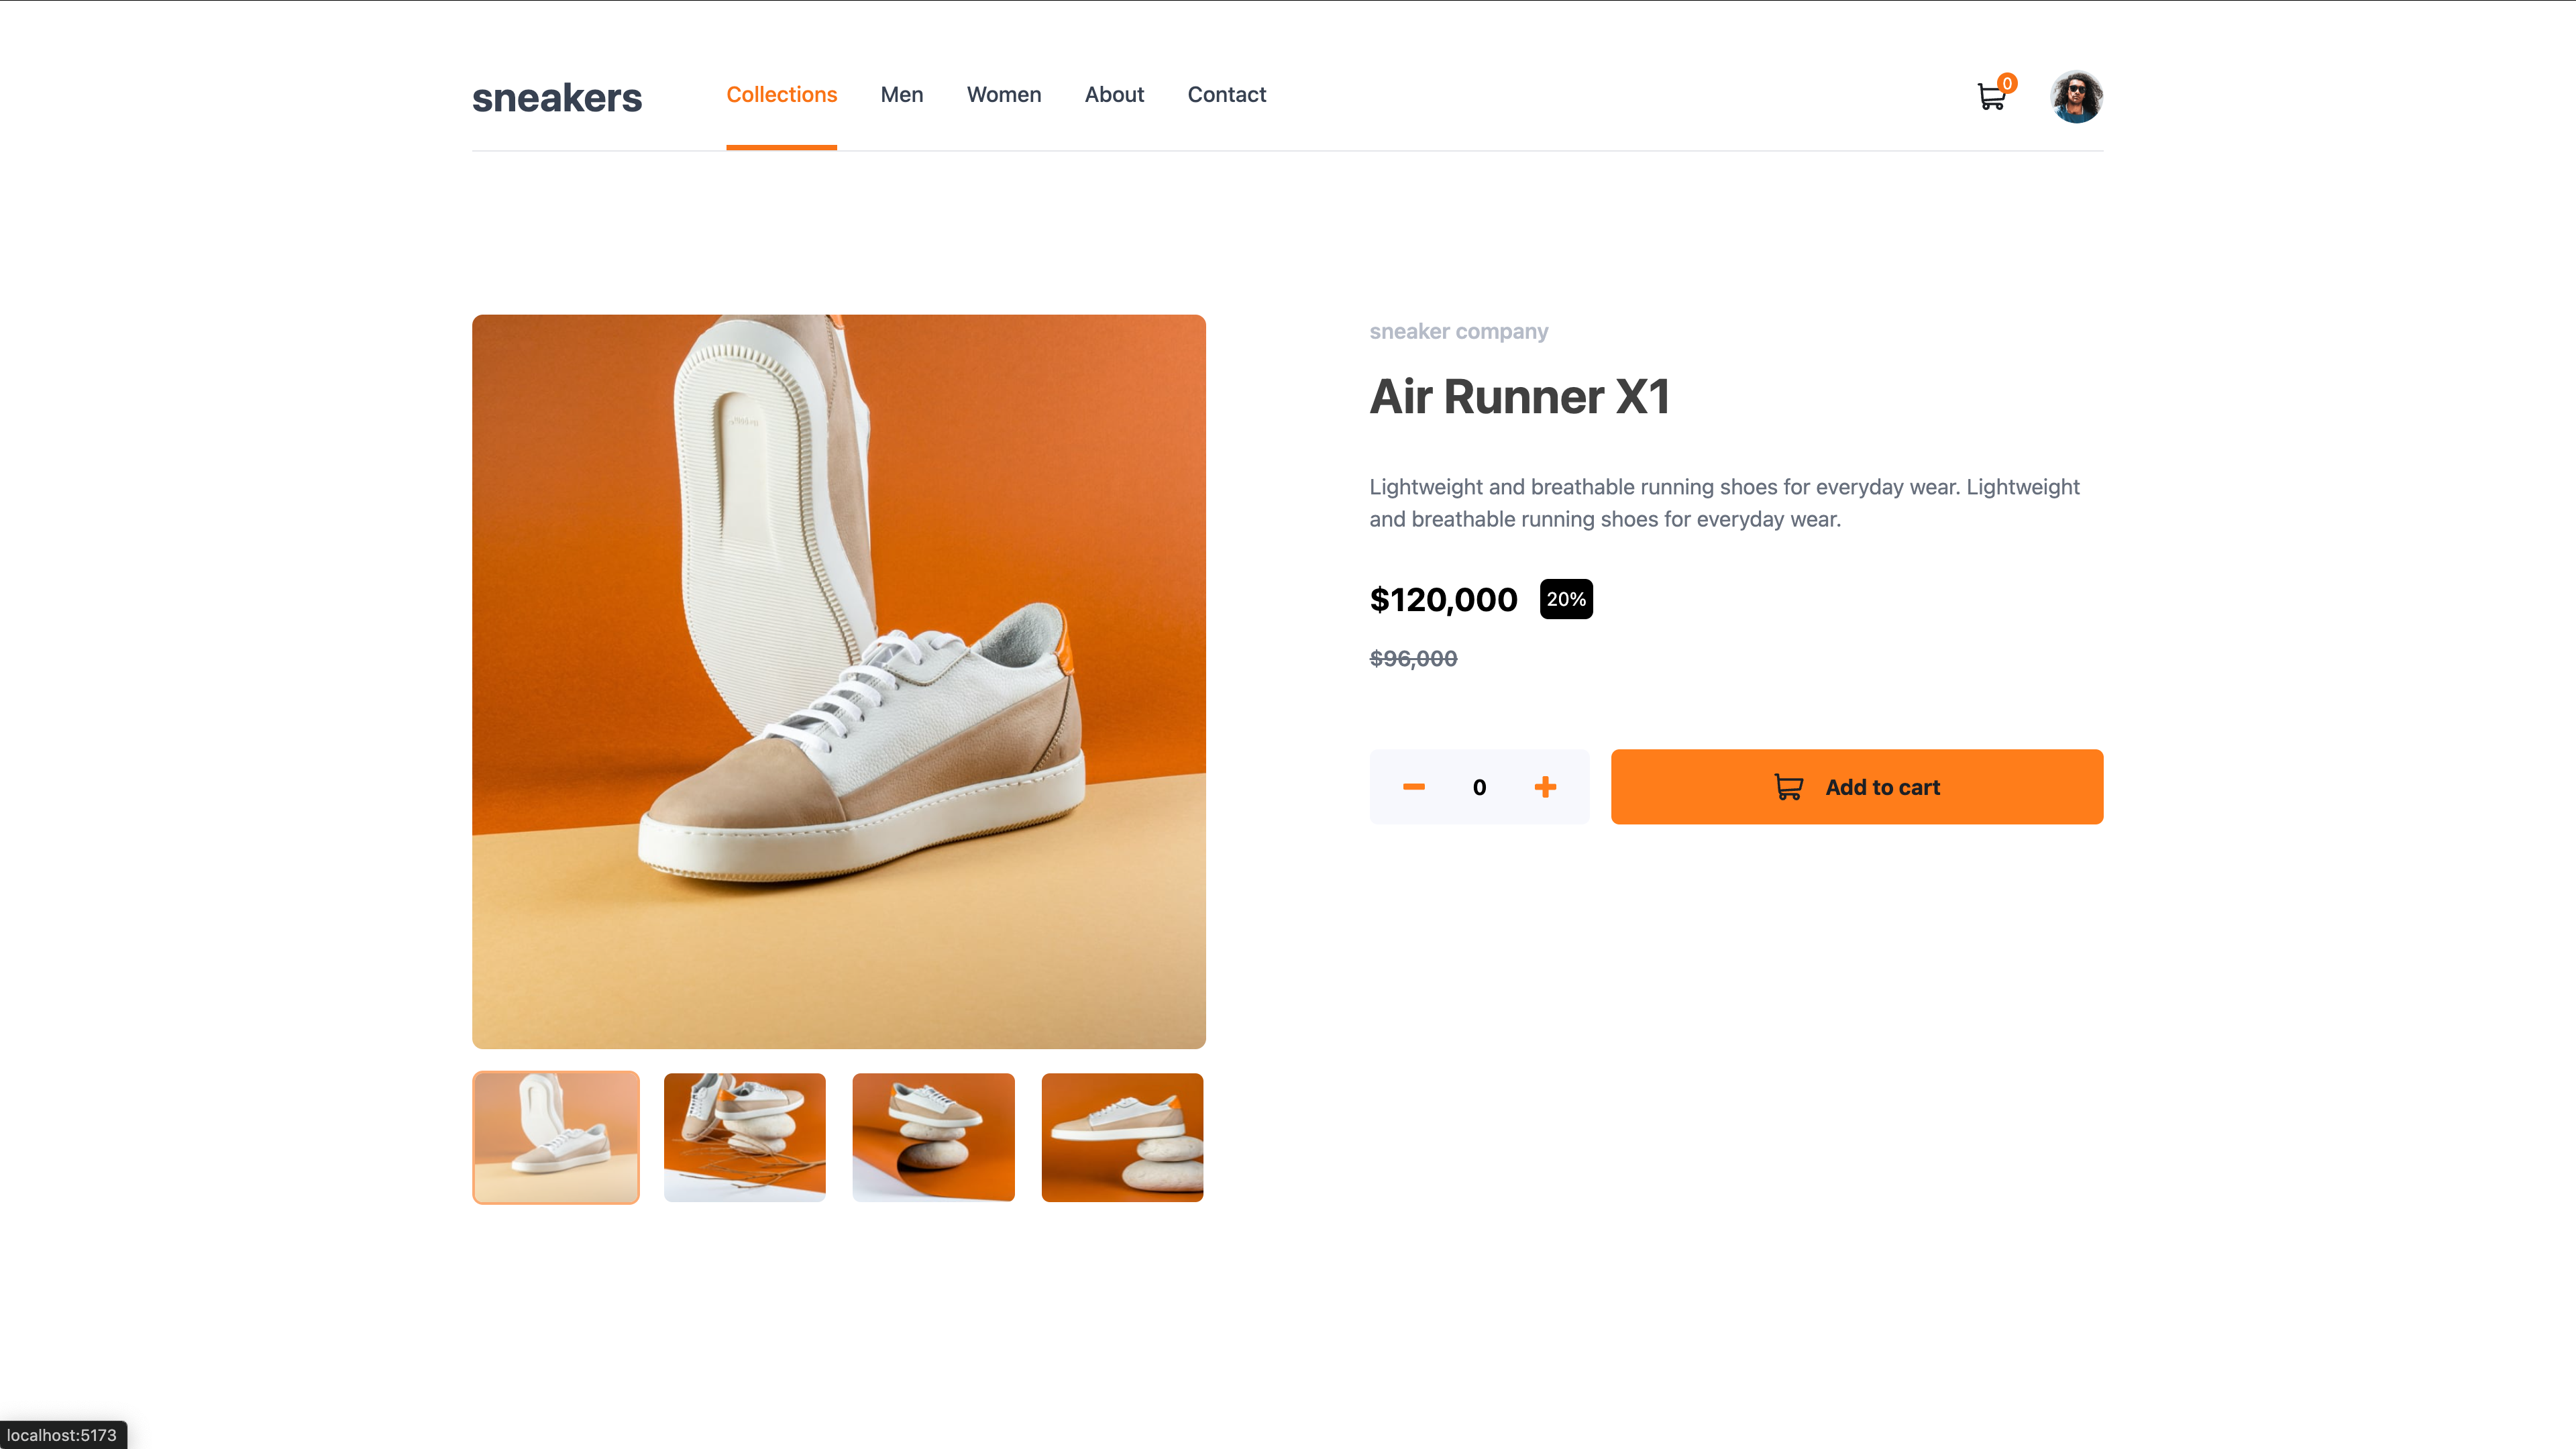 sneakers
Collections
Men
Women
About
Contact
0
sneaker company
Air Runner X1
Lightweight and breathable running shoes for everyday wear. Lightweight
and breathable running shoes for everyday wear.
$120,000
20%
$96,000
0
Add to cart
localhost:5173